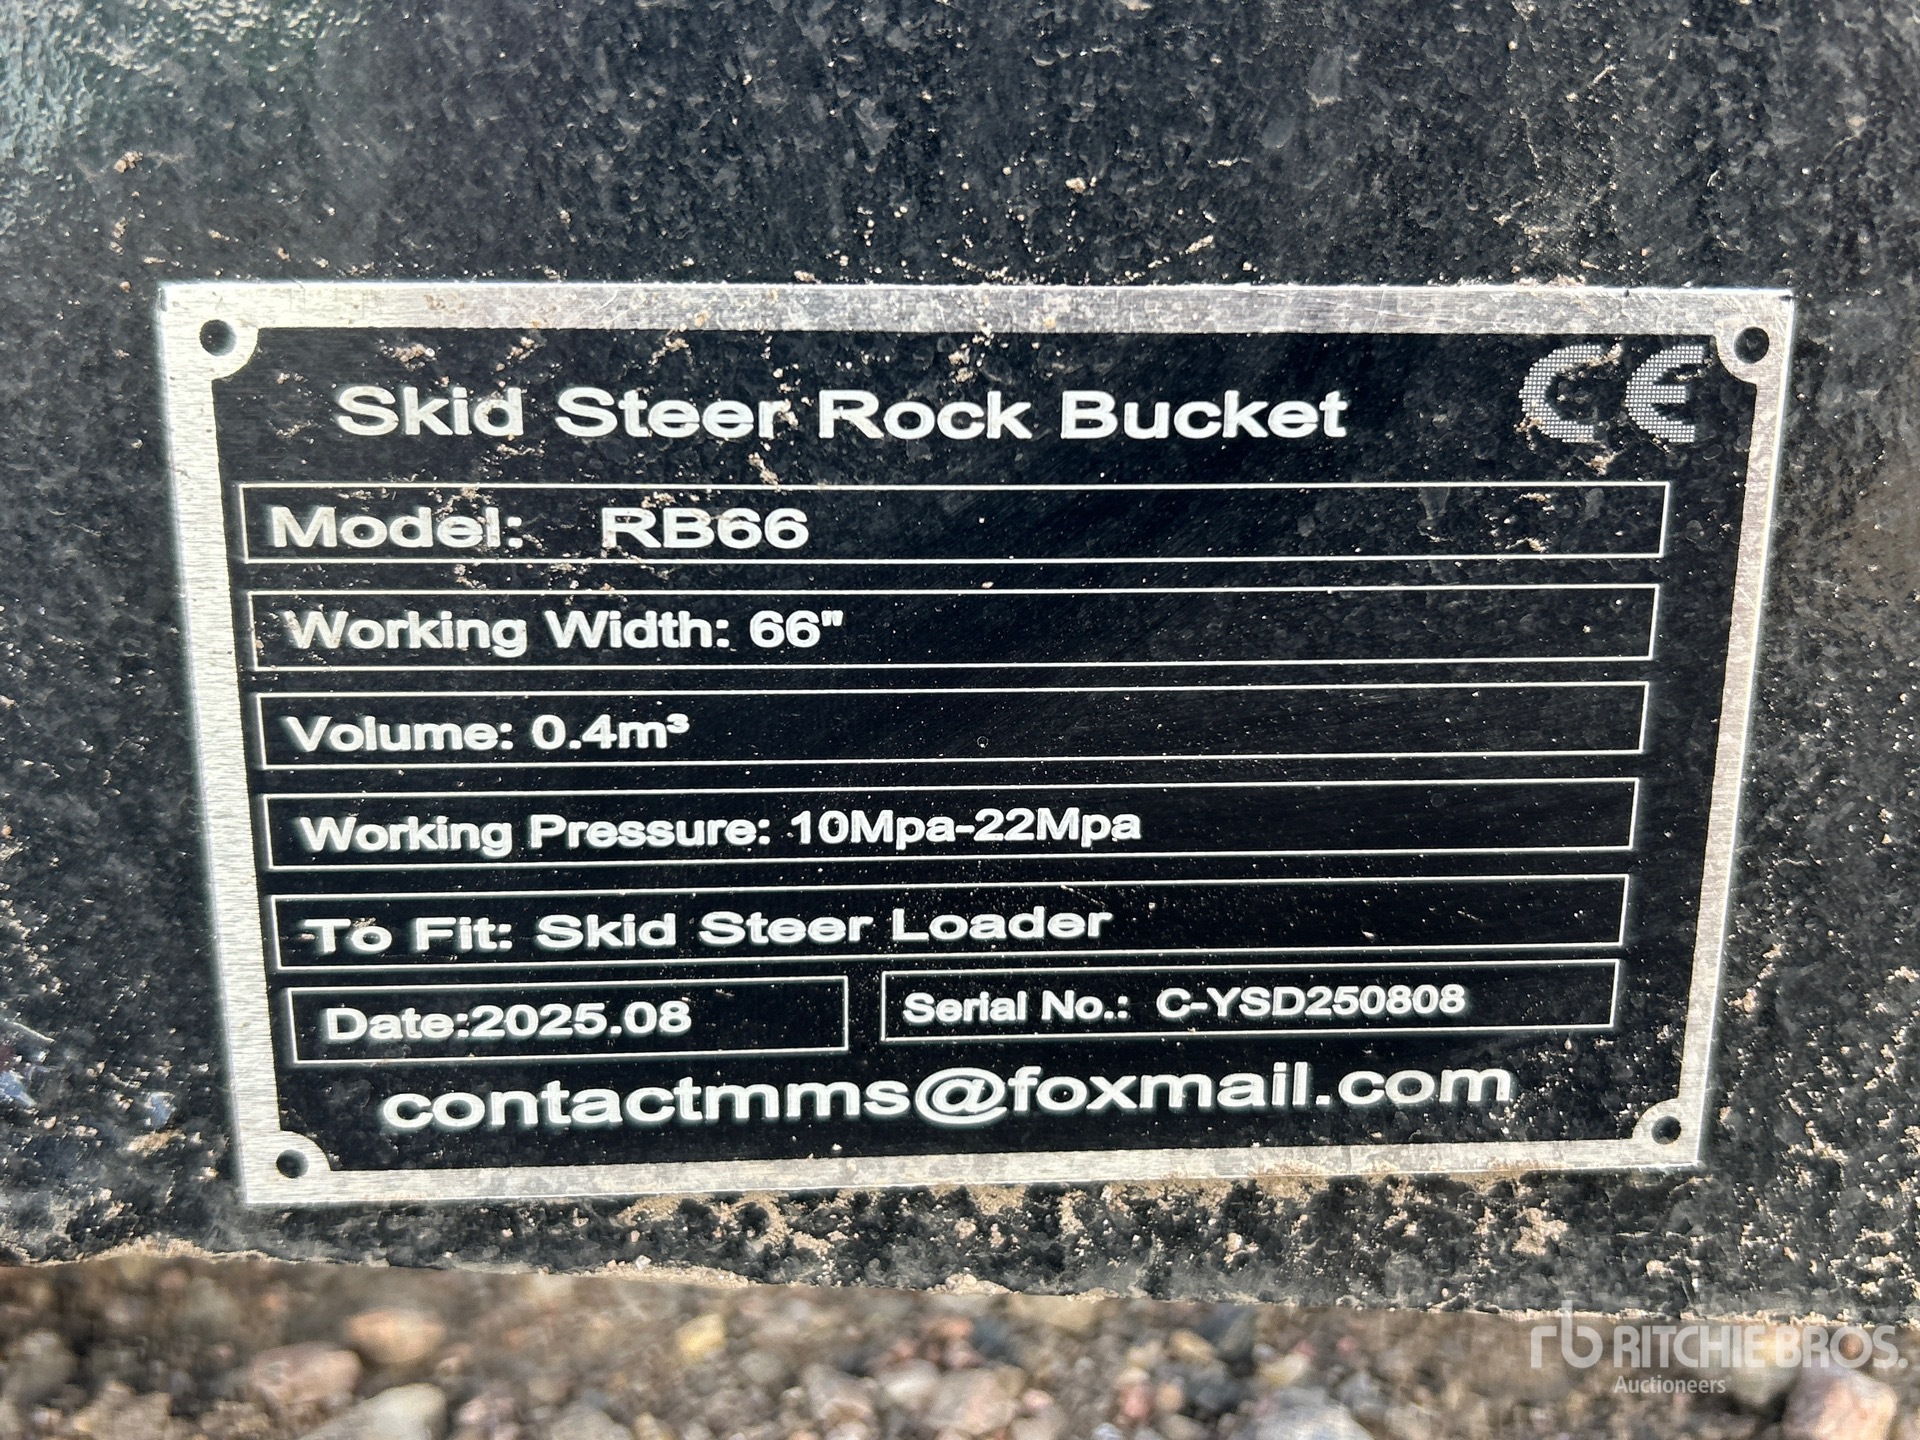 CE
Skid Steer Rock Bucket
Model: RB66
Working Width: 66"
Volume: 0.4m³
Working Pressure: 10Mpa-22Mpa
To Fit: Skid Steer Loader
Date:2025.08
Serial No.: C-YSD250808
contactmms@foxmail.com
rb RITCHIE BROS.
Auctioneers